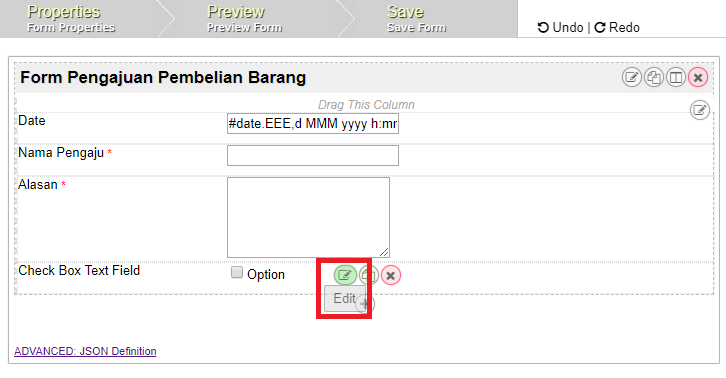 Properties
Form Properties
Preview
Preview Form
Save
Save Form
Undo | Redo
Form Pengajuan Pembelian Barang
Drag This Column
Date
#date.EEE,d MMM yyyy h:mr
Nama Pengaju *
Alasan *
Check Box Text Field
Option
Edit
ADVANCED: JSON Definition